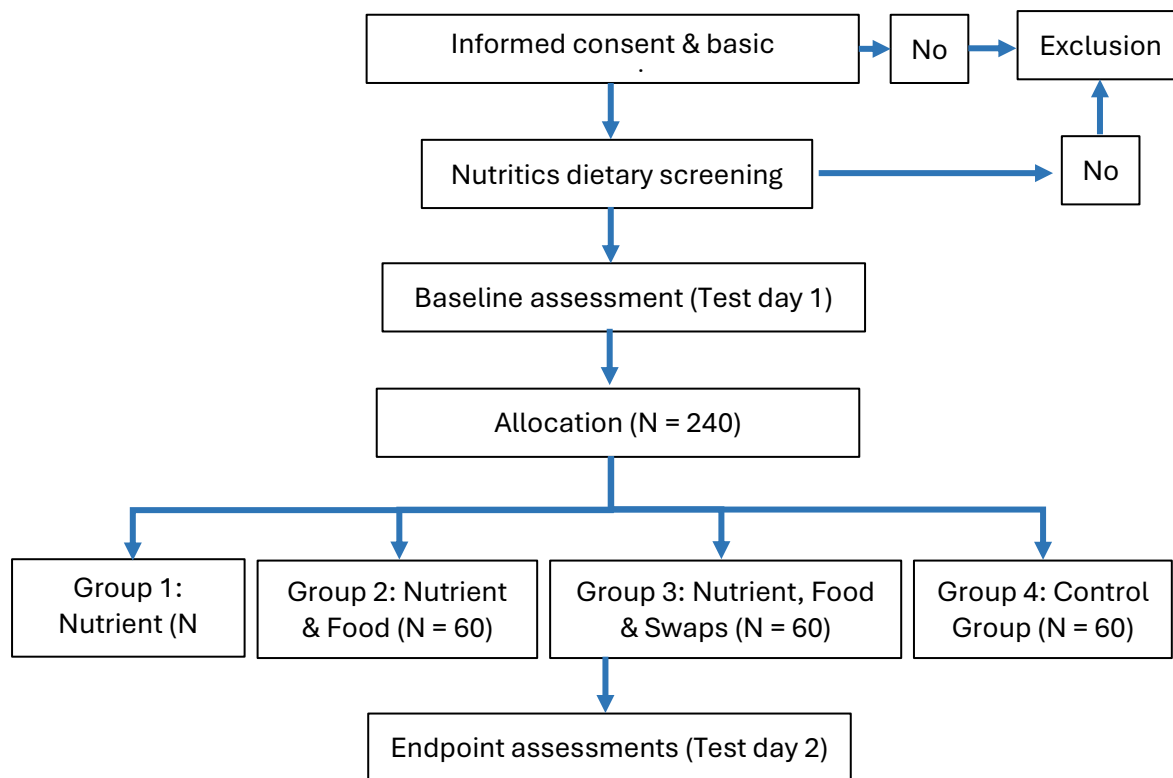 Informed consent & basic
No
Exclusion
Nutritics dietary screening
No
Baseline assessment (Test day 1)
Allocation (N = 240)
Group 1:
Nutrient (N
Group 2: Nutrient
& Food (N = 60)
Group 3: Nutrient, Food
& Swaps (N = 60)
Group 4: Control
Group (N = 60)
Endpoint assessments (Test day 2)